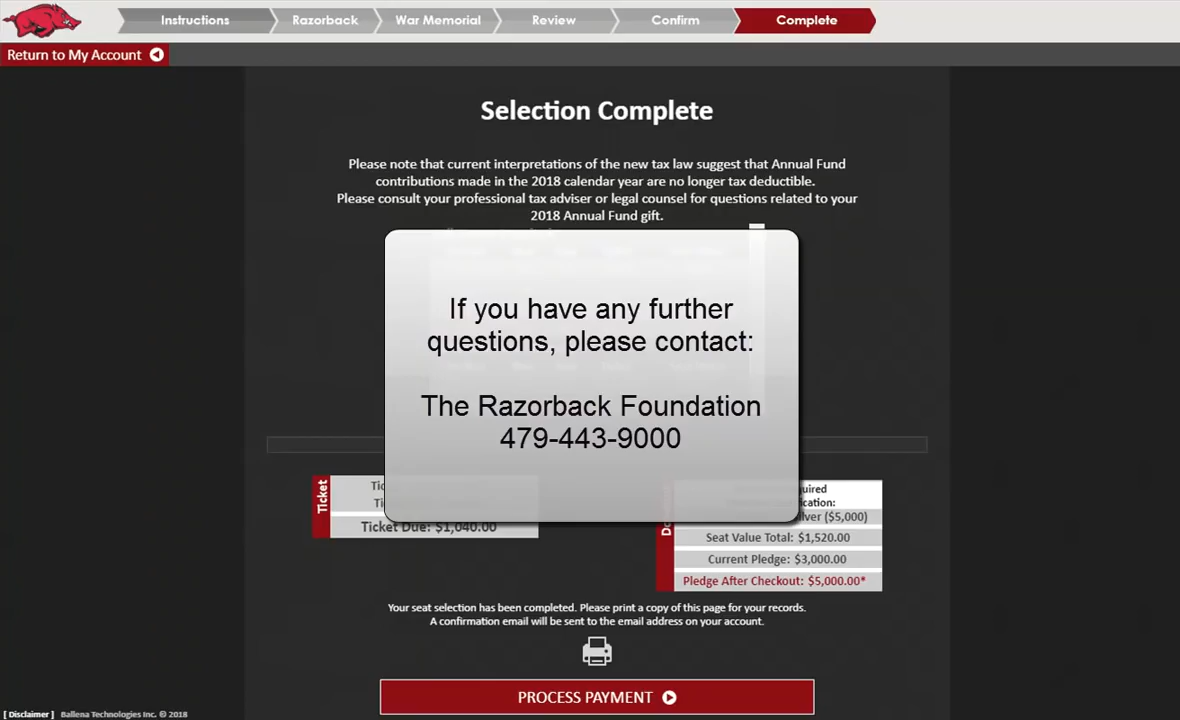 Instructions
Razorback
War Memorial
Review
Confirm
Complete
Return to My Account
Selection Complete
Please note that current interpretations of the new tax law suggest that Annual Fund
contributions made in the 2018 calendar year are no longer tax deductible.
Please consult your professional tax adviser or legal counsel for questions related to your
2018 Annual Fund gift.
If you have any further
questions, please contact:
The Razorback Foundation
479-443-9000
Ticket
Ticket Due: $1,040.00
($5,000)
Seat Value Total: $1,520.00
Current Pledge: $3,000.00
Pledge After Checkout: $5,000.00*
Your seat selection has been completed. Please print a copy of this page for your records.
A confirmation email will be sent to the email address on your account.
PROCESS PAYMENT
[ Disclaimer ] Ballena Technologies Inc. © 2018